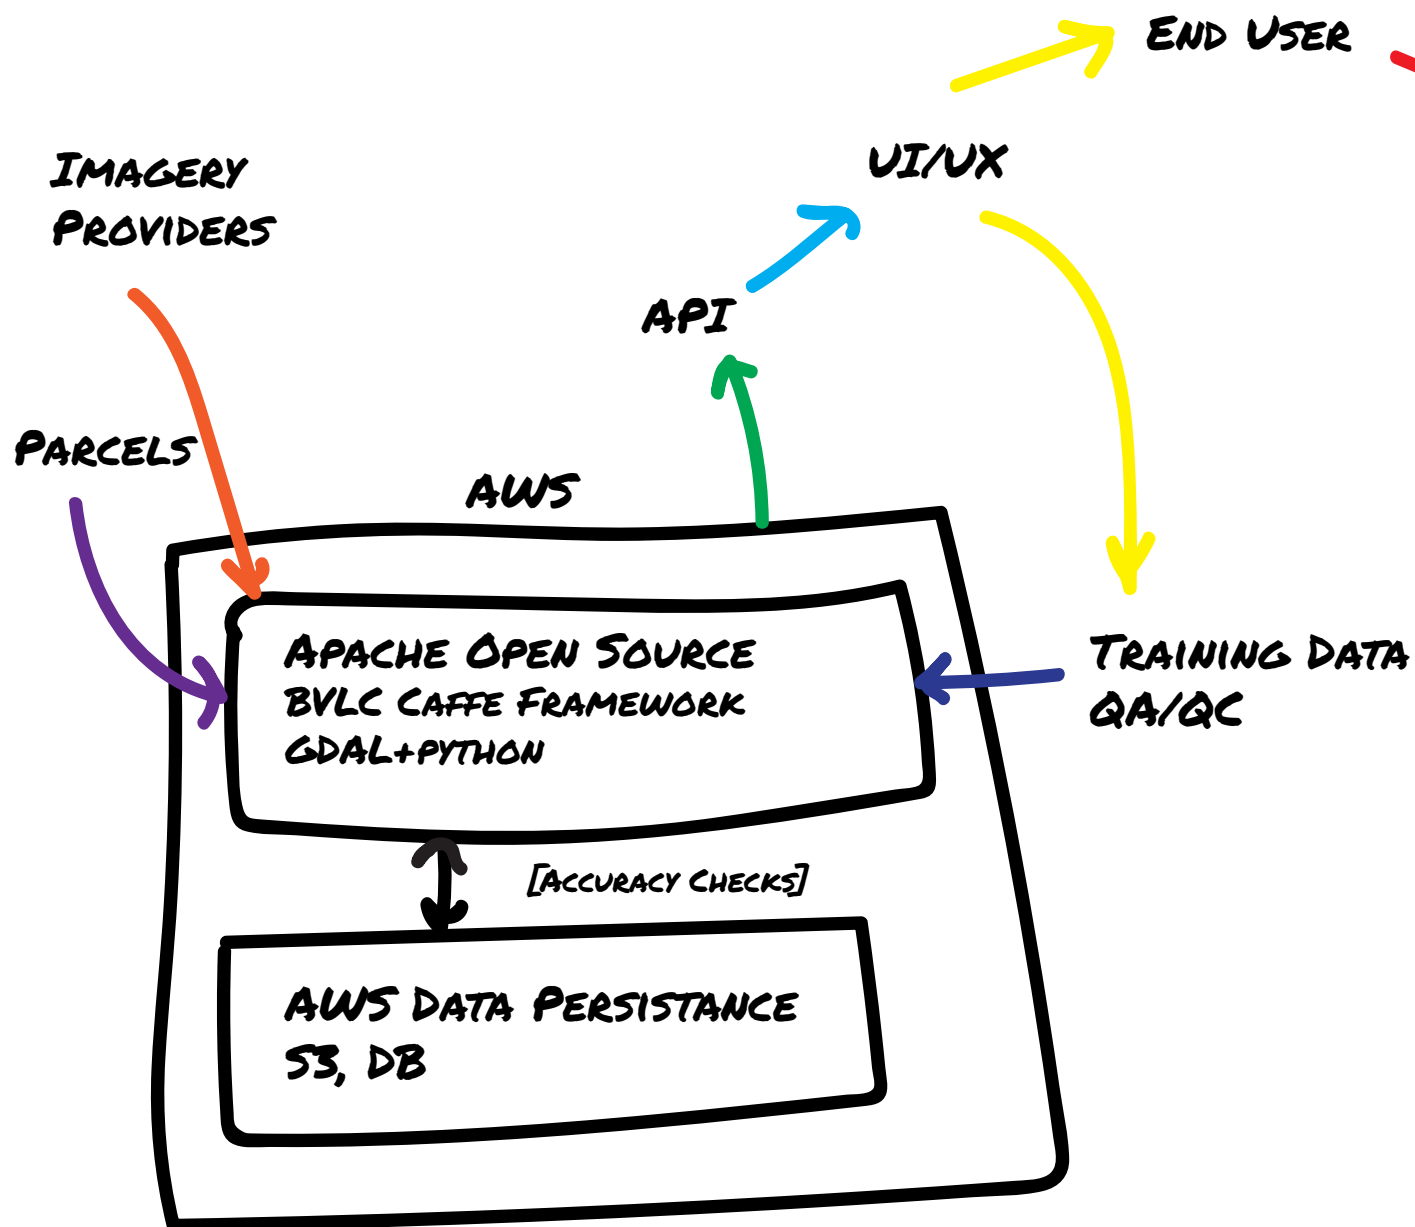 END USER
UI/UX
IMAGERY
PROVIDERS
API
PARCELS
AWS
APACHE OPEN SOURCE
BVLC CAFFE FRAMEWORK
GDAL+PYTHON
TRAINING DATA
QA/QC
[ACCURACY CHECKS]
AWS DATA PERSISTANCE
S3, DB